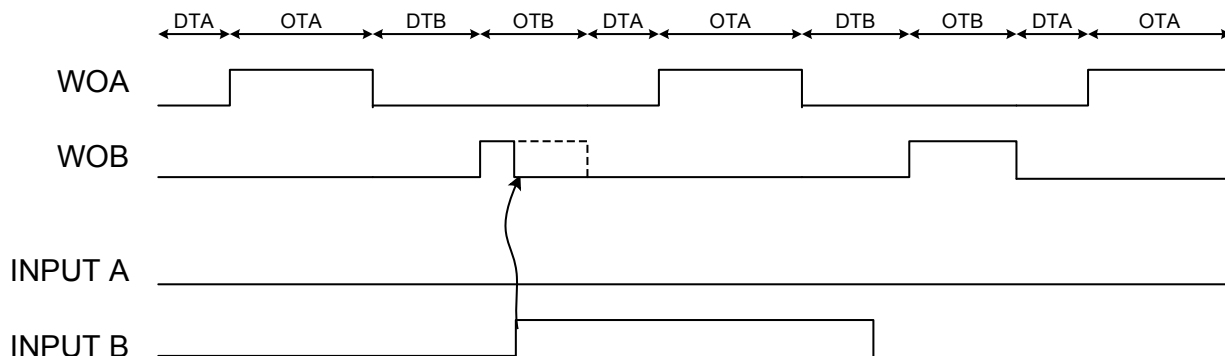 DTA OTA DTB OTB DTA OTA DTB OTB DTA OTA
WOA
WOB
INPUT A
INPUT B